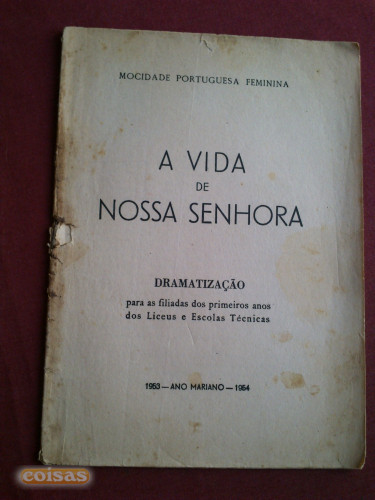 MOCIDADE PORTUGUESA FEMININA
A VIDA
DE
NOSSA SENHORA
DRAMATIZAÇÃO
para as filiadas dos primeiros anos
dos Liceus e Escolas Técnicas
1953 — ANO MARIANO — 1954
coisas